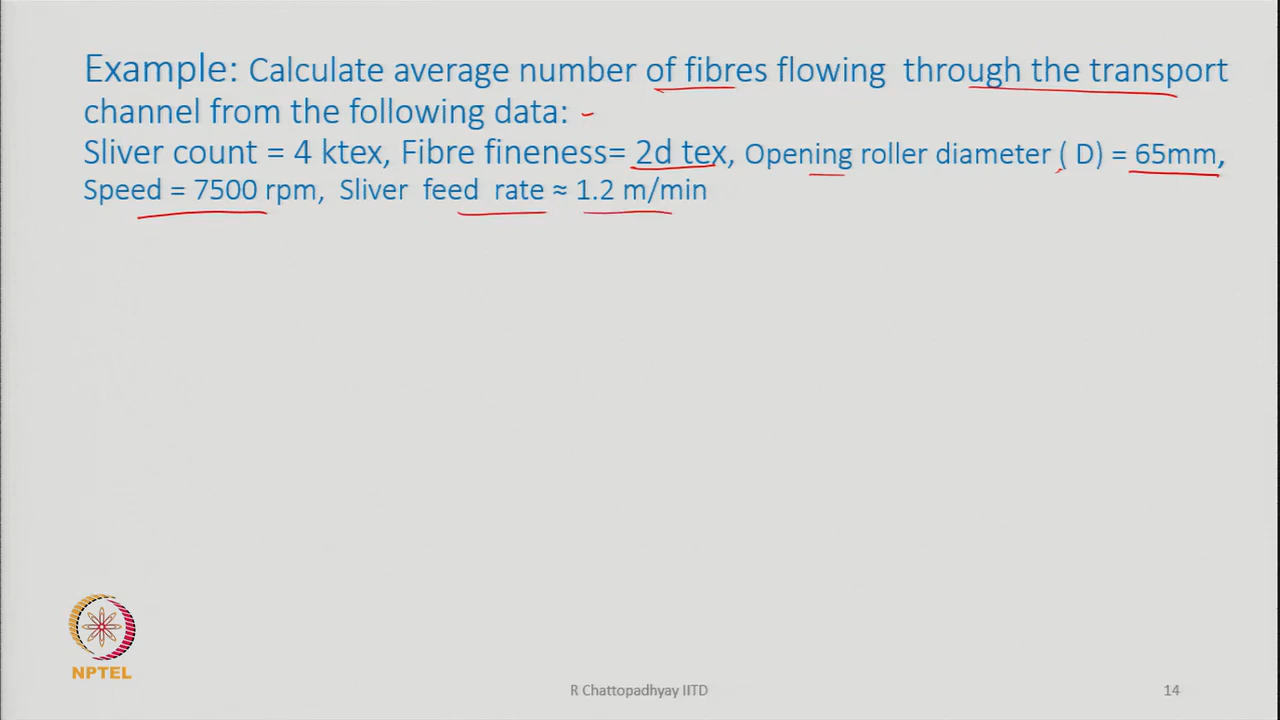 Example: Calculate average number of fibres flowing through the transport
channel from the following data:
Sliver count = 4 ktex, Fibre fineness= 2d tex, Opening roller diameter ( D) = 65mm,
Speed = 7500 rpm, Sliver feed rate ≈ 1.2 m/min
NPTEL
R Chattopadhyay IITD
14